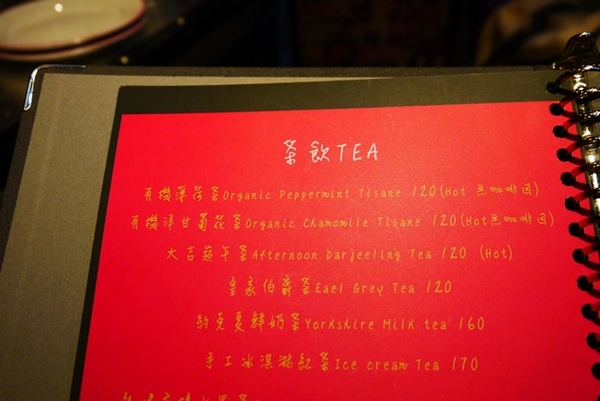 茶飲TEA
有機薄荷茶Organic Peppermint Tisane 120(Hot 無咖啡因)
有機洋甘菊花茶Organic Chamomile Tisane 120(Hot無咖啡因)
大吉嶺午茶Afternoon Darjeeling Tea 120 (Hot)
皇家伯爵茶Eael Grey Tea 120
約克夏鮮奶茶Yorkshire Milk tea 160
手工冰淇淋紅茶Ice cream Tea 170